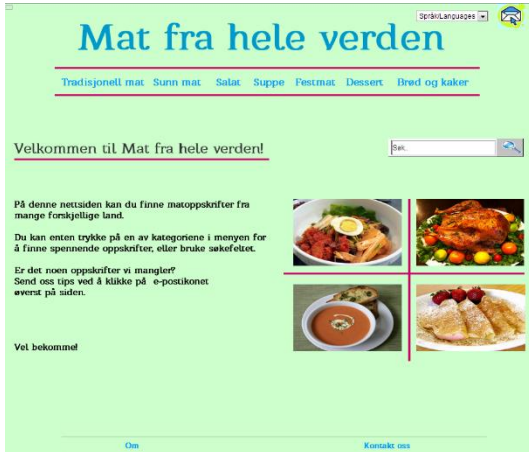 Språk/Languages
Mat fra hele verden
Tradisjonell mat Sunn mat Salat Suppe Festmat Dessert Brød og kaker
Velkommen til Mat fra hele verden!
Søk..
På denne nettsiden kan du finne matoppskrifter fra
mange forskjellige land.
Du kan enten trykke på en av kategoriene i menyen for
å finne spennende oppskrifter, eller bruke søkefeltet.
Er det noen oppskrifter vi mangler?
Send oss tips ved å klikke på e-postikonet
øverst på siden.
Vel bekomme!
Om Kontakt oss